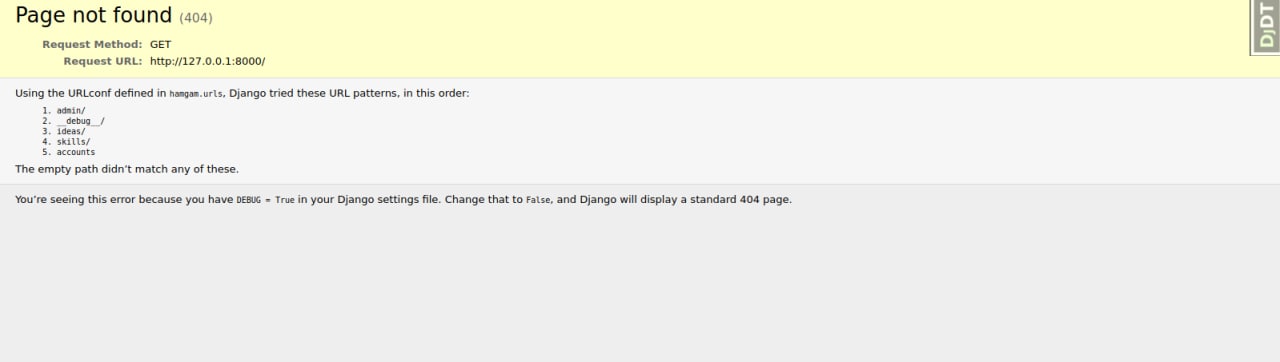 Page not found (404)
DjDT
Request Method: GET
Request URL: http://127.0.0.1:8000/
Using the URLconf defined in hamgam.urls, Django tried these URL patterns, in this order:
1. admin/
2. __debug__/
3. ideas/
4. skills/
5. accounts
The empty path didn’t match any of these.
You’re seeing this error because you have DEBUG = True in your Django settings file. Change that to False, and Django will display a standard 404 page.